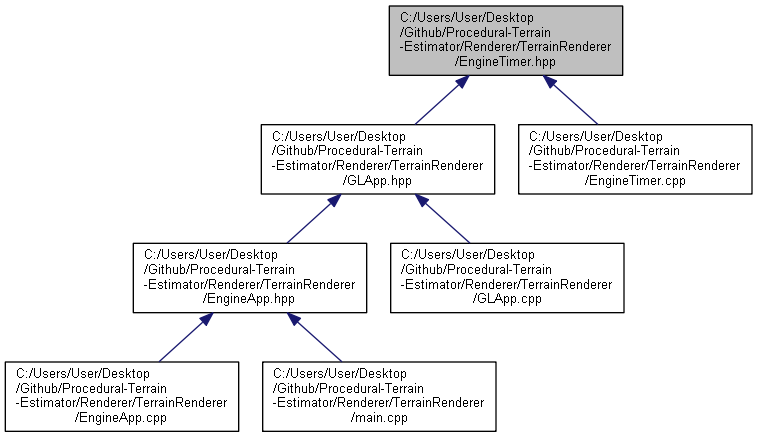 C:/Users/User/Desktop
/Github/Procedural-Terrain
-Estimator/Renderer/TerrainRenderer
/EngineTimer.hpp
C:/Users/User/Desktop
/Github/Procedural-Terrain
-Estimator/Renderer/TerrainRenderer
/GLApp.hpp
C:/Users/User/Desktop
/Github/Procedural-Terrain
-Estimator/Renderer/TerrainRenderer
/EngineTimer.cpp
C:/Users/User/Desktop
/Github/Procedural-Terrain
-Estimator/Renderer/TerrainRenderer
/EngineApp.hpp
C:/Users/User/Desktop
/Github/Procedural-Terrain
-Estimator/Renderer/TerrainRenderer
/GLApp.cpp
C:/Users/User/Desktop
/Github/Procedural-Terrain
-Estimator/Renderer/TerrainRenderer
/EngineApp.cpp
C:/Users/User/Desktop
/Github/Procedural-Terrain
-Estimator/Renderer/TerrainRenderer
/main.cpp